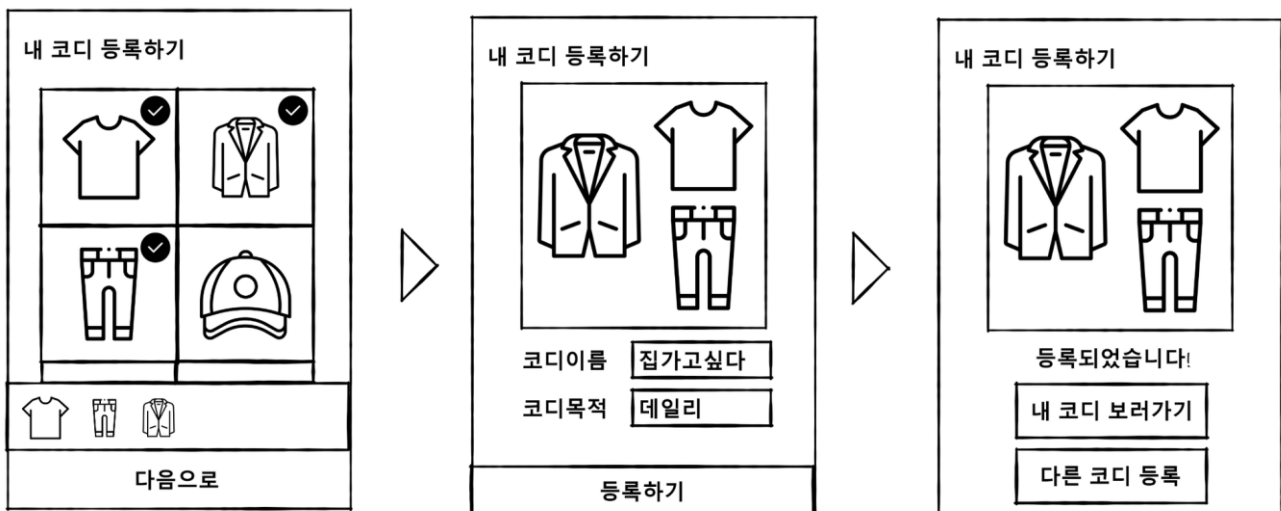 내 코디 등록하기
다음으로
내 코디 등록하기
코디이름 집가고싶다
코디목적 데일리
등록하기
내 코디 등록하기
등록되었습니다!
내 코디 보러가기
다른 코디 등록